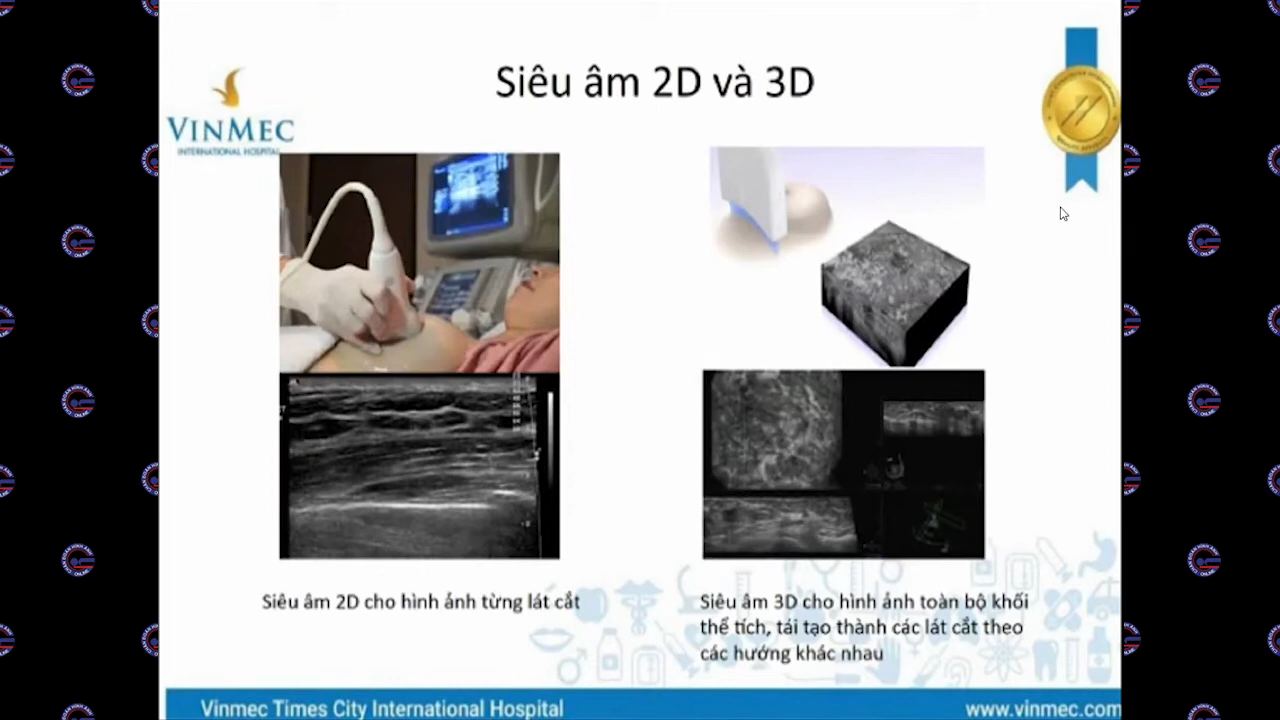 Siêu âm 2D và 3D
VINMEC
INTERNATIONAL HOSPITAL
Siêu âm 2D cho hình ảnh từng lát cắt
Siêu âm 3D cho hình ảnh toàn bộ khối
thể tích, tái tạo thành các lát cắt theo
các hướng khác nhau
Vinmec Times City International Hospital
www.vinmec.com